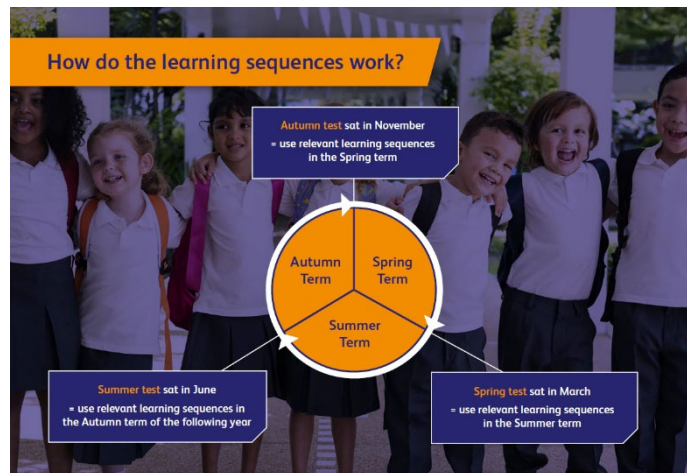 How do the learning sequences work?
Autumn test sat in November
= use relevant learning sequences
in the Spring term
Autumn
Term
Spring
Term
Summer
Term
Summer test sat in June
= use relevant learning sequences in
the Autumn term of the following year
Spring test sat in March
= use relevant learning sequences
in the Summer term